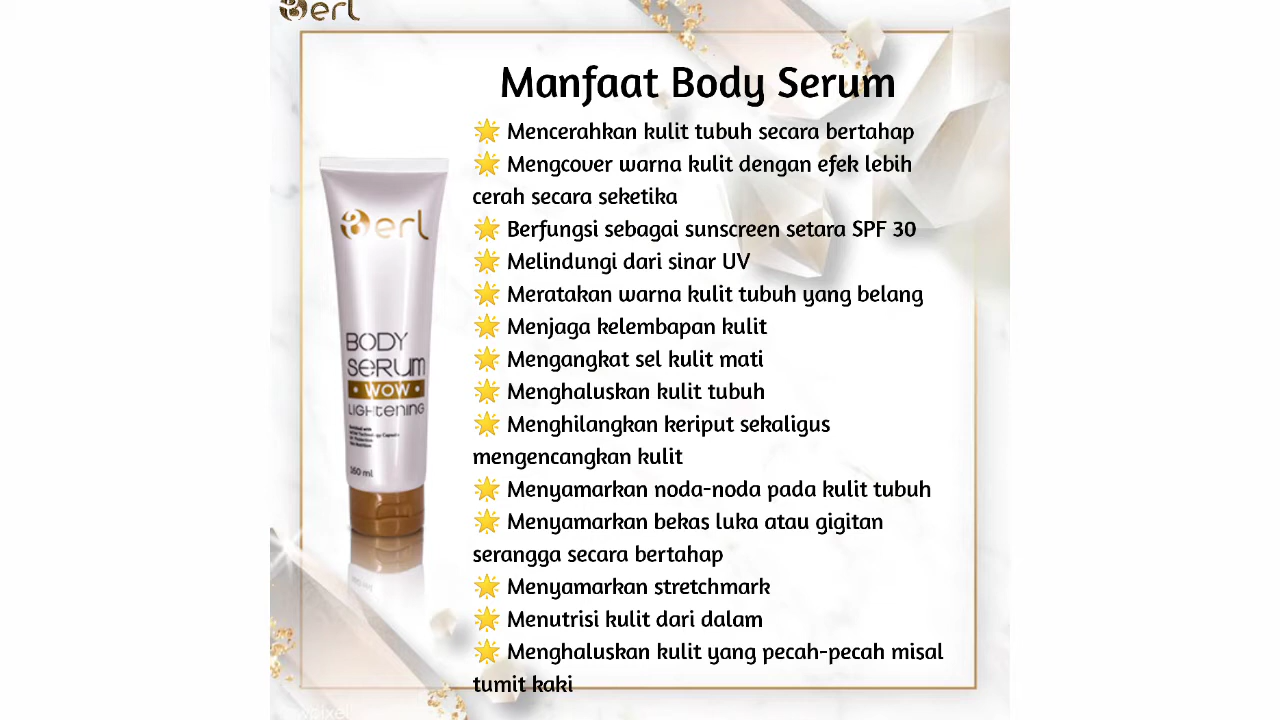 Berl
Manfaat Body Serum
🌟 Mencerahkan kulit tubuh secara bertahap
🌟 Mengcover warna kulit dengan efek lebih
cerah secara seketika
🌟 Berfungsi sebagai sunscreen setara SPF 30
🌟 Melindungi dari sinar UV
🌟 Meratakan warna kulit tubuh yang belang
🌟 Menjaga kelembapan kulit
🌟 Mengangkat sel kulit mati
🌟 Menghaluskan kulit tubuh
🌟 Menghilangkan keriput sekaligus
mengencangkan kulit
🌟 Menyamarkan noda-noda pada kulit tubuh
🌟 Menyamarkan bekas luka atau gigitan
serangga secara bertahap
🌟 Menyamarkan stretchmark
🌟 Menutrisi kulit dari dalam
🌟 Menghaluskan kulit yang pecah-pecah misal
tumit kaki
Berl
BODY
SERUM
• WOW •
LIGHTENING
Enriched with
160 ml